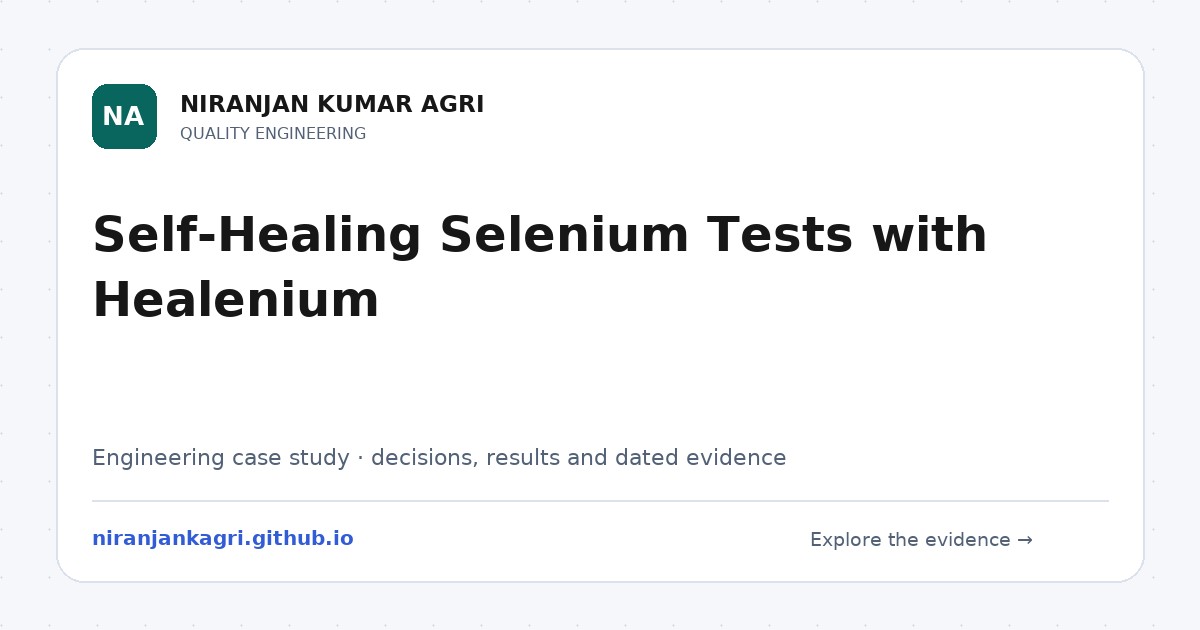 NA
NIRANJAN KUMAR AGRI
QUALITY ENGINEERING
Self-Healing Selenium Tests with
Healenium
Engineering case study · decisions, results and dated evidence
niranjankagri.github.io
Explore the evidence →